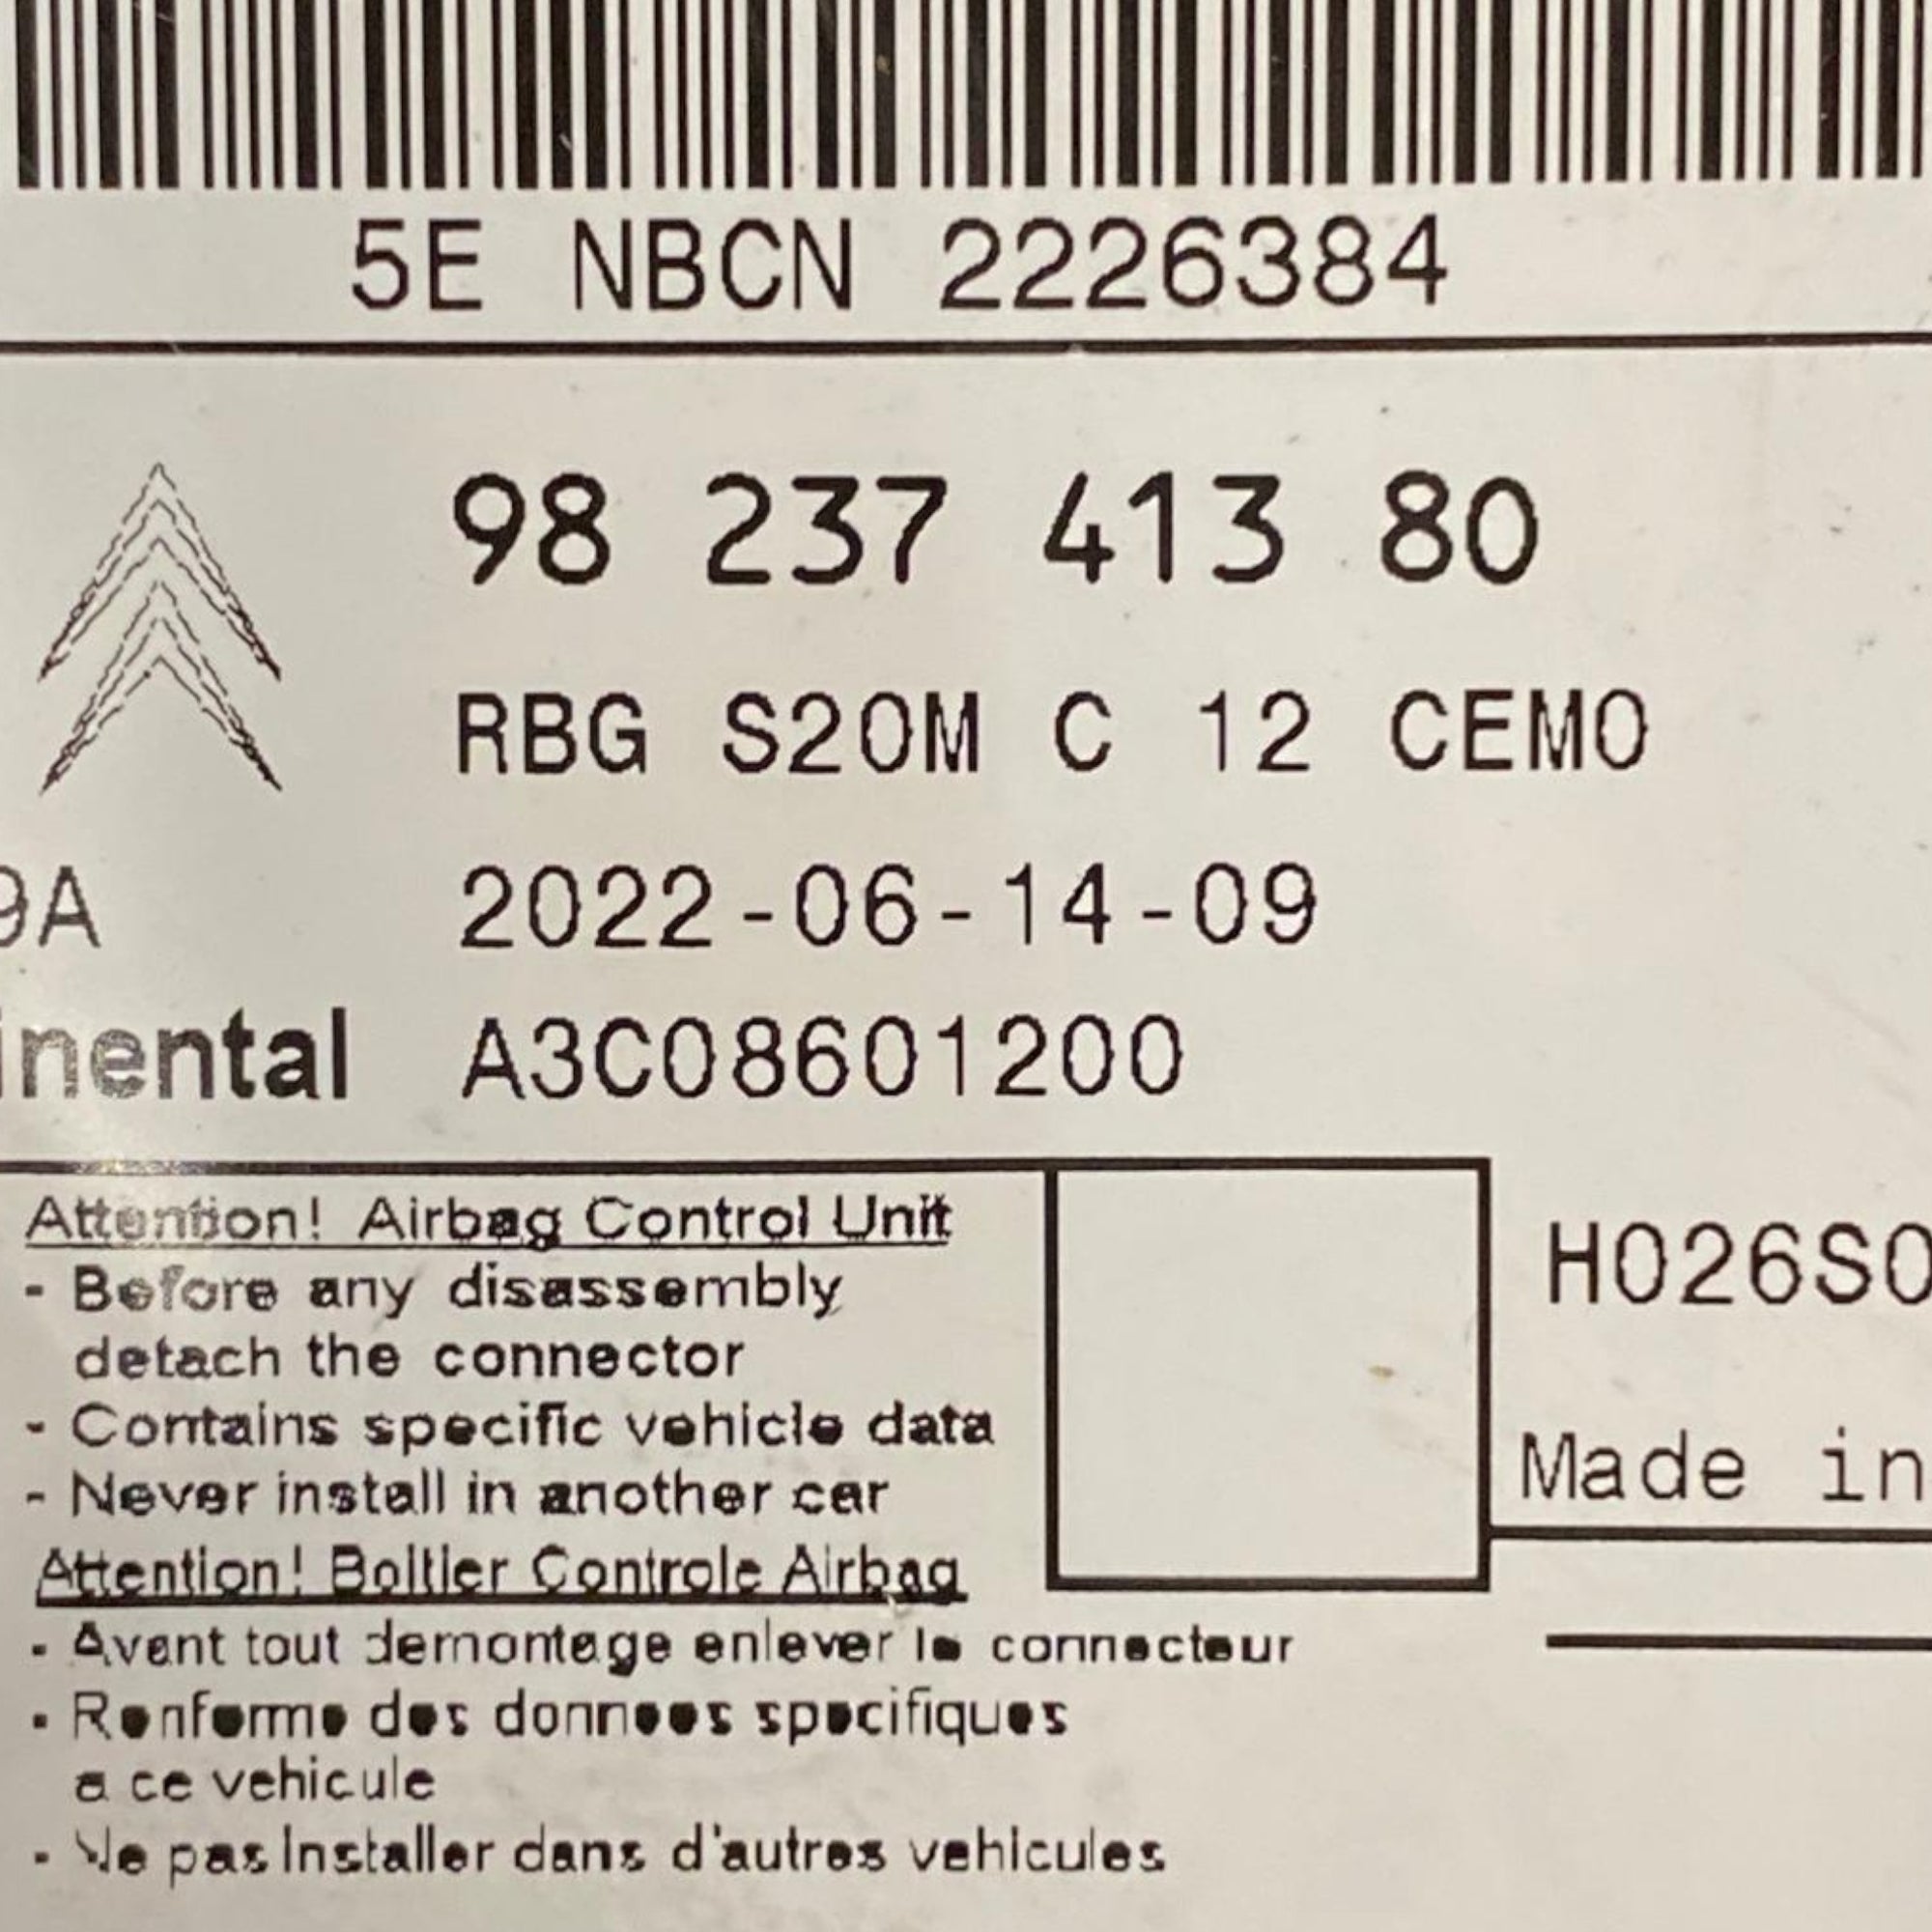 5E NBCN 2226384
98 237 413 80
RBG S20M C 12 CEMO
9A 2022-06-14-09
inental A3C08601200
Attention! Airbag Control Unit
- Before any disassembly
detach the connector
- Contains specific vehicle data
- Never install in another car
H026S0
Made in
Attention! Boitier Controle Airbag
- Avant tout demontage enlever le connecteur
- Renferme des donnees specifiques
a ce vehicule
- Ne pas installer dans d'autres vehicules